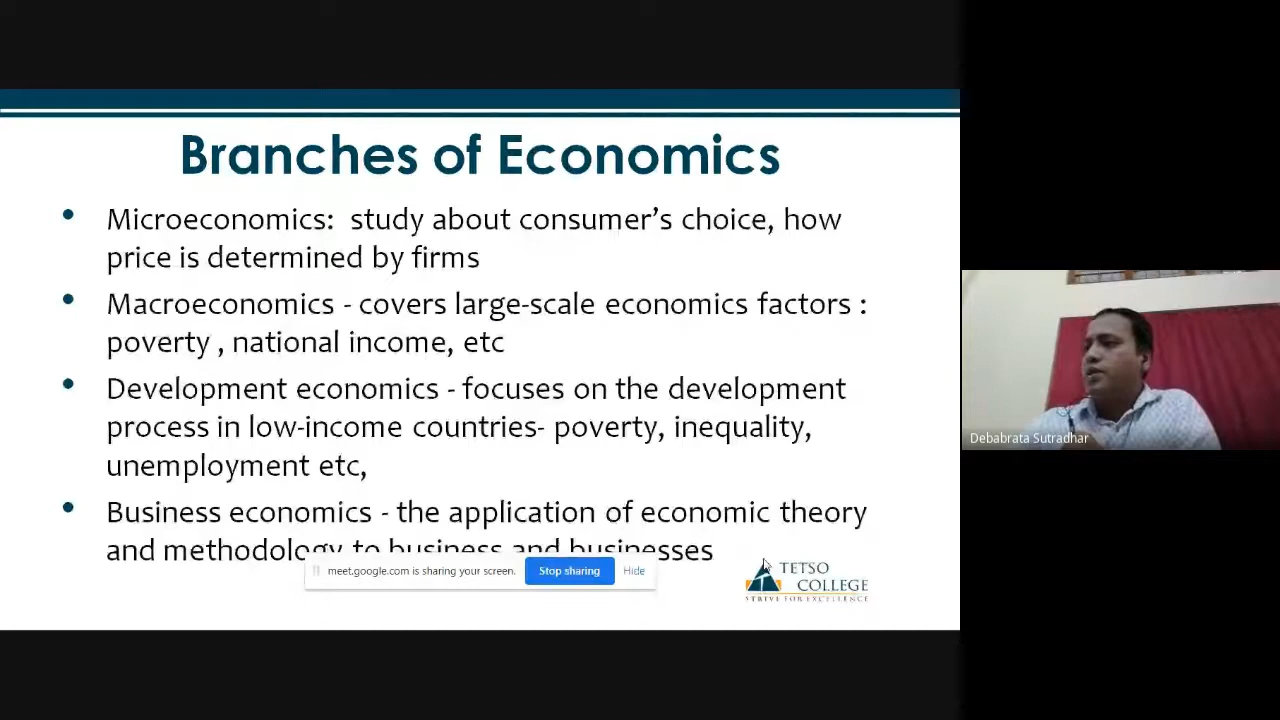 Branches of Economics
• Microeconomics: study about consumer's choice, how
price is determined by firms
• Macroeconomics - covers large-scale economics factors :
poverty , national income, etc
• Development economics - focuses on the development
process in low-income countries- poverty, inequality,
unemployment etc,
• Business economics - the application of economic theory
and methodology to business and businesses
meet.google.com is sharing your screen. Stop sharing Hide
TETSO
COLLEGE
STRIVE FOR EXCELLENCE
Debabrata Sutradhar